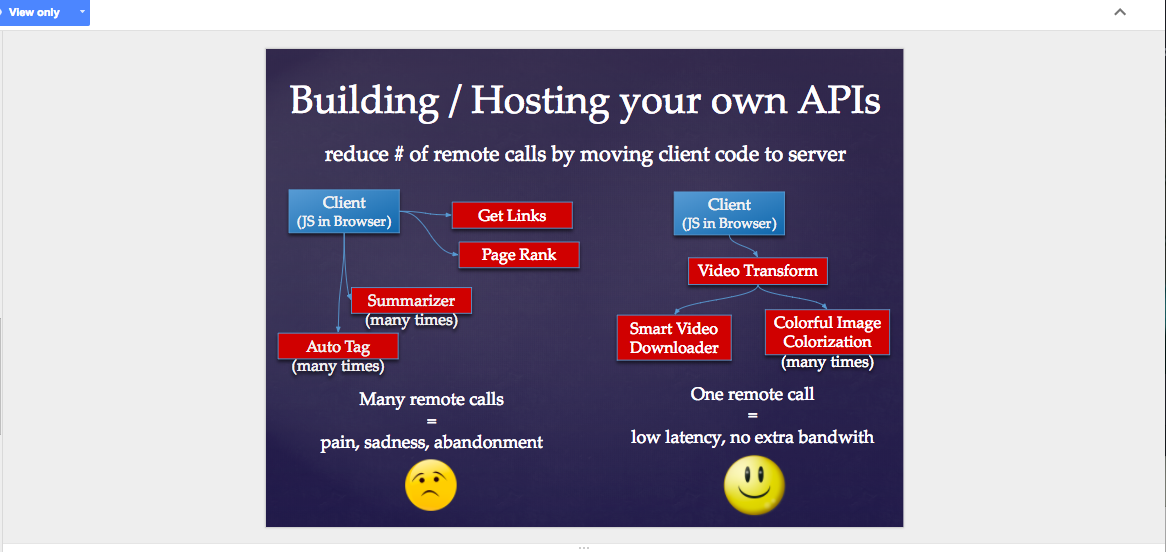 View only
Building / Hosting your own APIs
reduce # of remote calls by moving client code to server
Client
(JS in Browser)
Get Links
Page Rank
Summarizer
(many times)
Auto Tag
(many times)
Many remote calls
=
pain, sadness, abandonment
Client
(JS in Browser)
Video Transform
Smart Video
Downloader
Colorful Image
Colorization
(many times)
One remote call
=
low latency, no extra bandwith